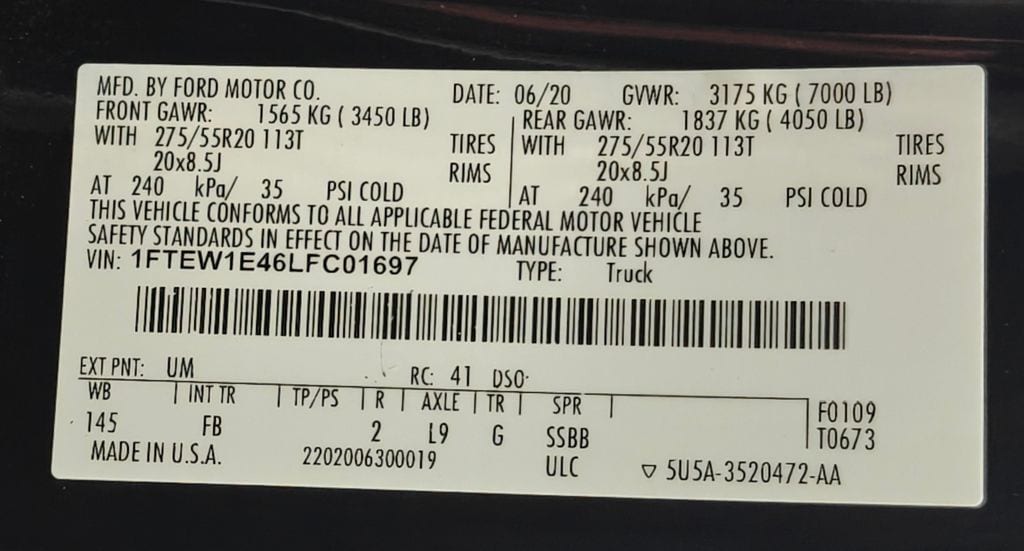 MFD. BY FORD MOTOR CO. DATE: 06/20 GVWR: 3175 KG ( 7000 LB)
FRONT GAWR: 1565 KG ( 3450 LB) REAR GAWR: 1837 KG ( 4050 LB)
WITH 275/55R20 113T TIRES WITH 275/55R20 113T TIRES
20x8.5J RIMS 20x8.5J RIMS
AT 240 kPa/ 35 PSI COLD AT 240 kPa/ 35 PSI COLD
THIS VEHICLE CONFORMS TO ALL APPLICABLE FEDERAL MOTOR VEHICLE
SAFETY STANDARDS IN EFFECT ON THE DATE OF MANUFACTURE SHOWN ABOVE.
VIN: 1FTEW1E46LFC01697 TYPE: Truck
EXT PNT: UM RC: 41 DSO:
WB INT TR TP/PS R AXLE TR SPR F0109
145 FB 2 L9 G SSBB T0673
MADE IN U.S.A. 2202006300019 ULC ▽ 5U5A-3520472-AA